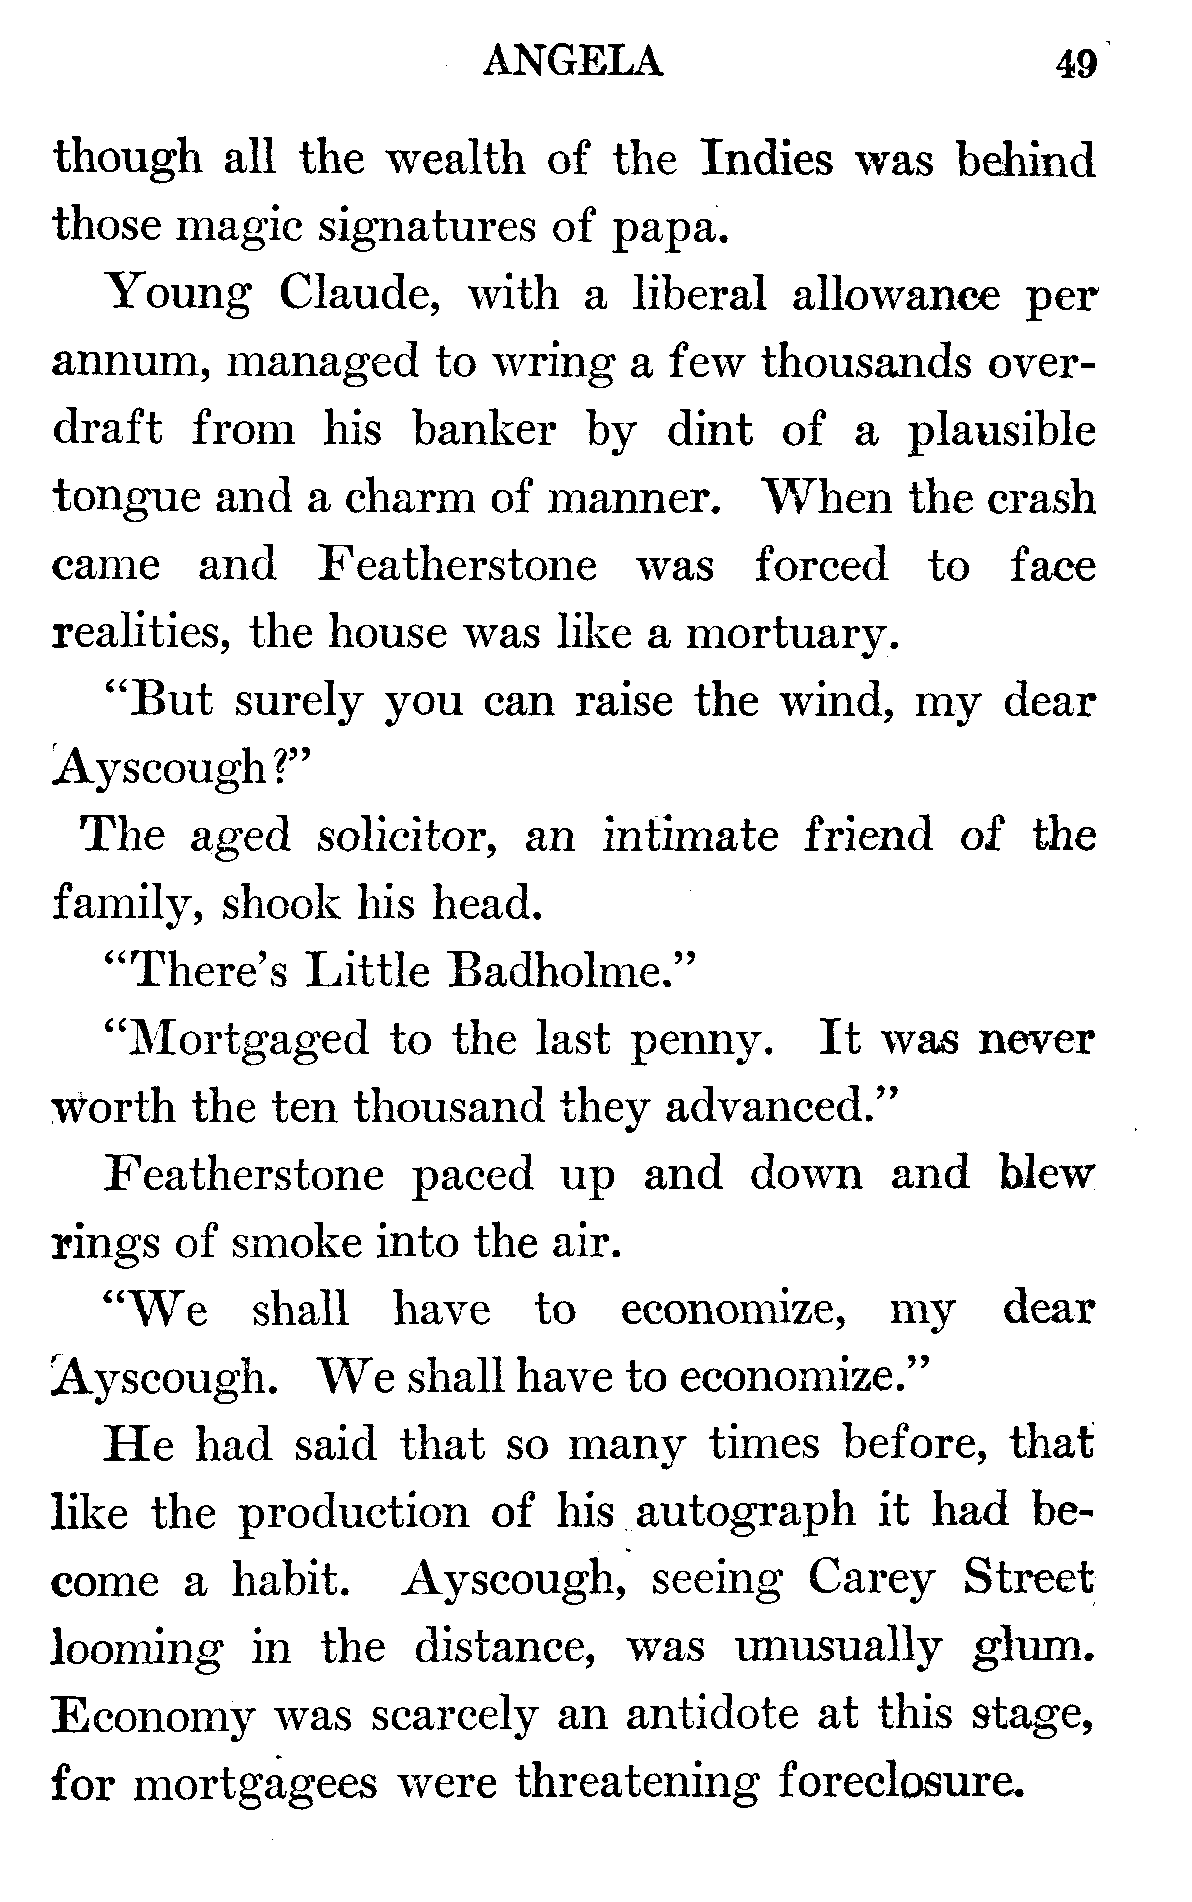 ANGELA 49
though all the wealth of the Indies was behind
those magic signatures of papa.
Young Claude, with a liberal allowance per
annum, managed to wring a few thousands over-
draft from his banker by dint of a plausible
tongue and a charm of manner. When the crash
came and Featherstone was forced to face
realities, the house was like a mortuary.
“But surely you can raise the wind, my dear
Ayscough?”
The aged solicitor, an intimate friend of the
family, shook his head.
“There’s Little Badholme.”
“Mortgaged to the last penny. It was never
worth the ten thousand they advanced.”
Featherstone paced up and down and blew
rings of smoke into the air.
“We shall have to economize, my dear
Ayscough. We shall have to economize.”
He had said that so many times before, that
like the production of his autograph it had be-
come a habit. Ayscough, seeing Carey Street
looming in the distance, was unusually glum.
Economy was scarcely an antidote at this stage,
for mortgagees were threatening foreclosure.